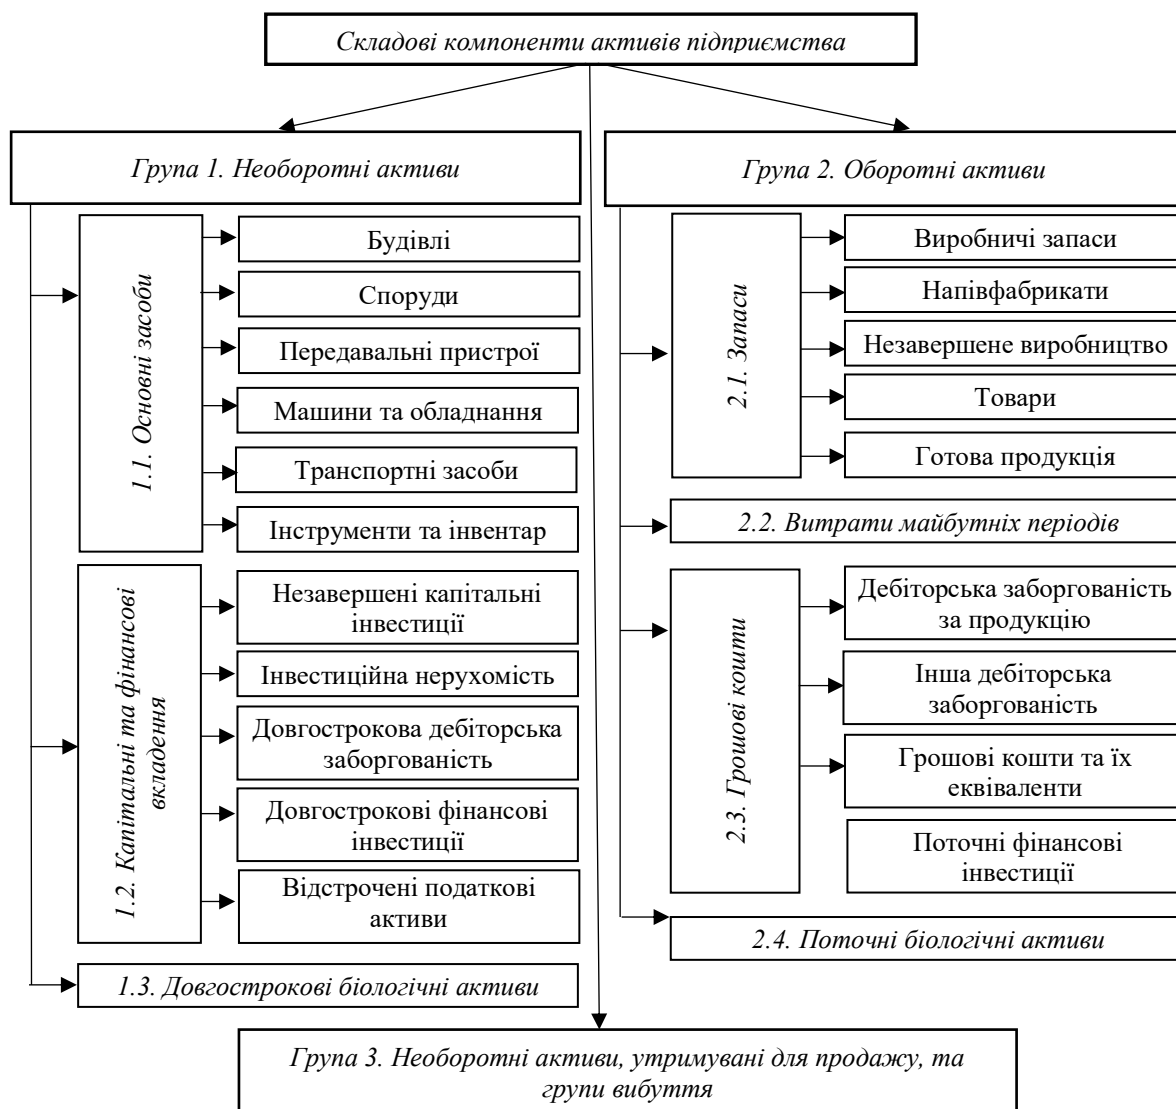 Складові компоненти активів підприємства
Група 1. Необоротні активи
1.1. Основні засоби
Будівлі
Споруди
Передавальні пристрої
Машини та обладнання
Транспортні засоби
Інструменти та інвентар
1.2. Капітальні та фінансові
вкладення
Незавершені капітальні
інвестиції
Інвестиційна нерухомість
Довгострокова дебіторська
заборгованість
Довгострокові фінансові
інвестиції
Відстрочені податкові
активи
1.3. Довгострокові біологічні активи
Група 2. Оборотні активи
2.1. Запаси
Виробничі запаси
Напівфабрикати
Незавершене виробництво
Товари
Готова продукція
2.2. Витрати майбутніх періодів
2.3. Грошові кошти
Дебіторська заборгованість
за продукцію
Інша дебіторська
заборгованість
Грошові кошти та їх
еквіваленти
Поточні фінансові
інвестиції
2.4. Поточні біологічні активи
Група 3. Необоротні активи, утримувані для продажу, та
групи вибуття